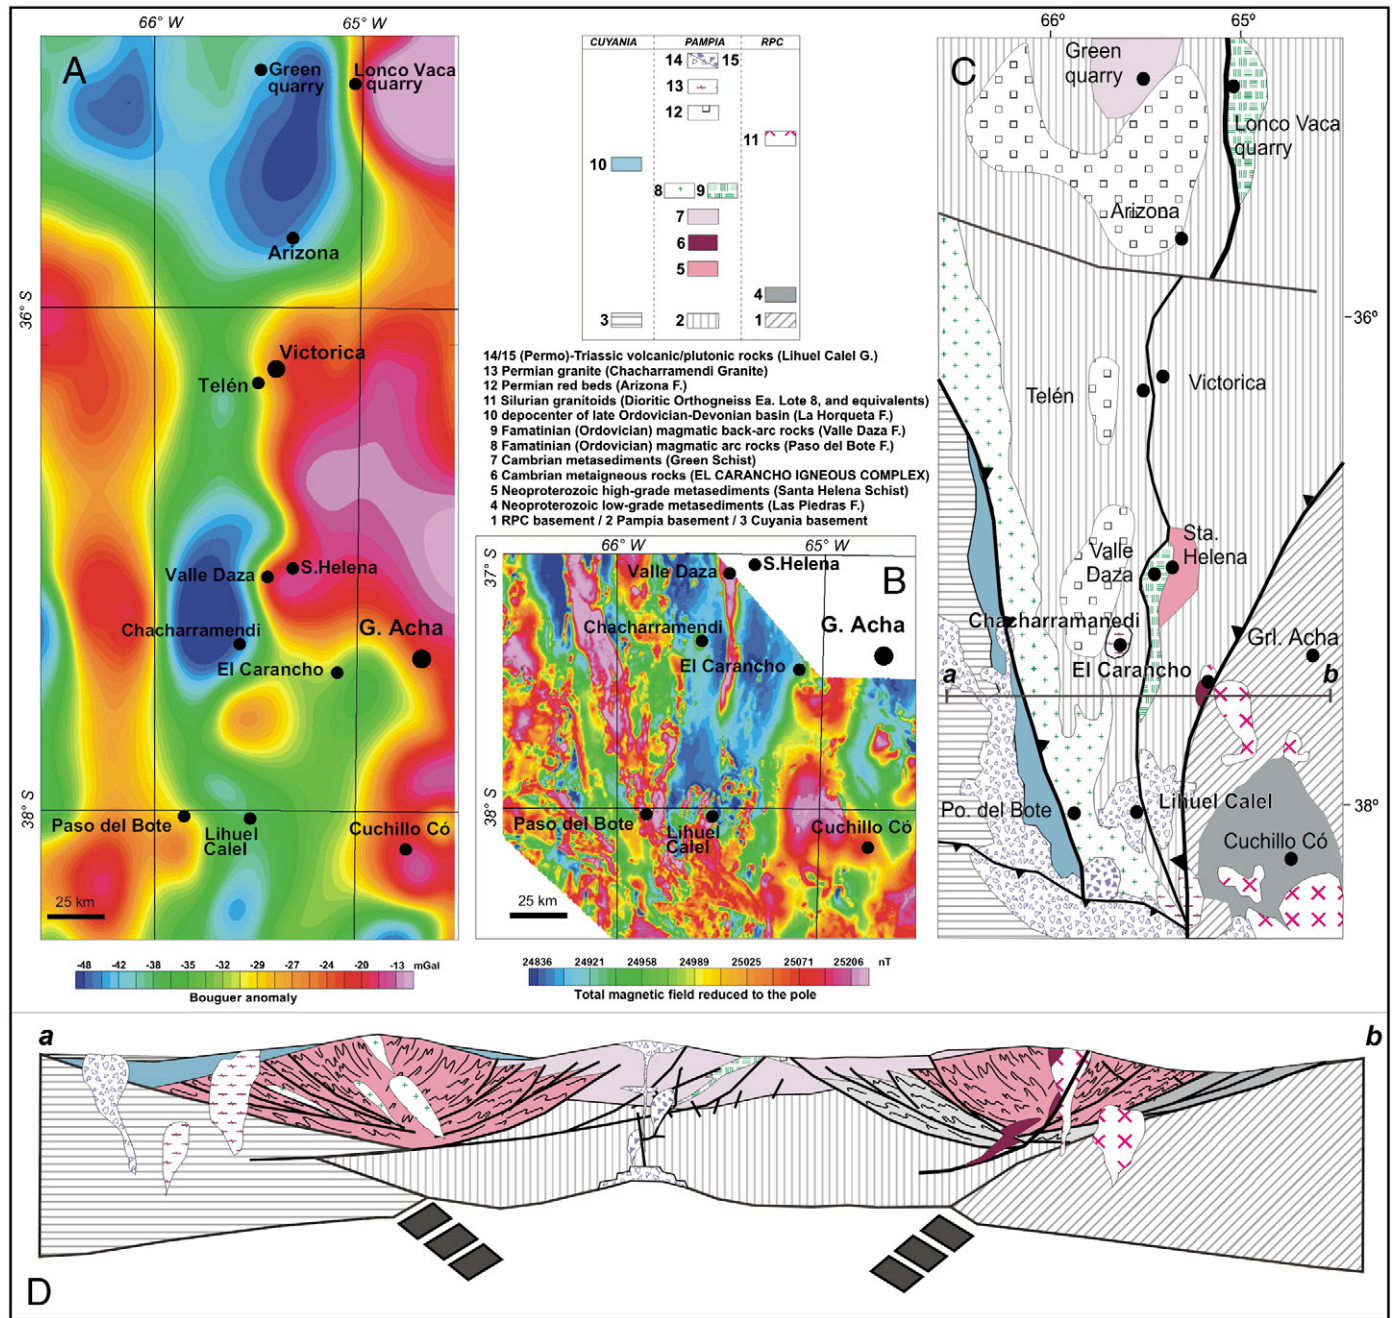 66° W
65° W
A
Green
quarry
Lonco Vaca
quarry
Arizona
36° S
Victorica
Telén
Valle Daza
S.Helena
Chacharramendi
G. Acha
El Carancho
38° S
Paso del Bote
Lihuel
Calel
Cuchillo Có
25 km
-48 -42 -38 -35 -32 -29 -27 -24 -20 -13 mGal
Bouguer anomaly
CUYANIA PAMPIA RPC
14 15
13
12
11
10
8 9
7
6
5
4
3 2 1
14/15 (Permo)-Triassic volcanic/plutonic rocks (Lihuel Calel G.)
13 Permian granite (Chacharramendi Granite)
12 Permian red beds (Arizona F.)
11 Silurian granitoids (Dioritic Orthogneiss Ea. Lote 8, and equivalents)
10 depocenter of late Ordovician-Devonian basin (La Horqueta F.)
9 Famatinian (Ordovician) magmatic back-arc rocks (Valle Daza F.)
8 Famatinian (Ordovician) magmatic arc rocks (Paso del Bote F.)
7 Cambrian metasediments (Green Schist)
6 Cambrian metaigneous rocks (EL CARANCHO IGNEOUS COMPLEX)
5 Neoproterozoic high-grade metasediments (Santa Helena Schist)
4 Neoproterozoic low-grade metasediments (Las Piedras F.)
1 RPC basement / 2 Pampia basement / 3 Cuyania basement
66° W
65° W
37° S
Valle Daza
S.Helena
B
Chacharramendi
G. Acha
El Carancho
38° S
Paso del Bote
Lihuel
Calel
Cuchillo Có
25 km
24836 24921 24958 24989 25025 25071 25206 nT
Total magnetic field reduced to the pole
66°
65°
C
Green
quarry
Lonco Vaca
quarry
Arizona
36°
Telén
Victorica
Sta.
Helena
Valle
Daza
Chacharramanedi
Grl. Acha
El Carancho
a
b
Po. del Bote
Lihuel Calel
38°
Cuchillo Có
a
b
D